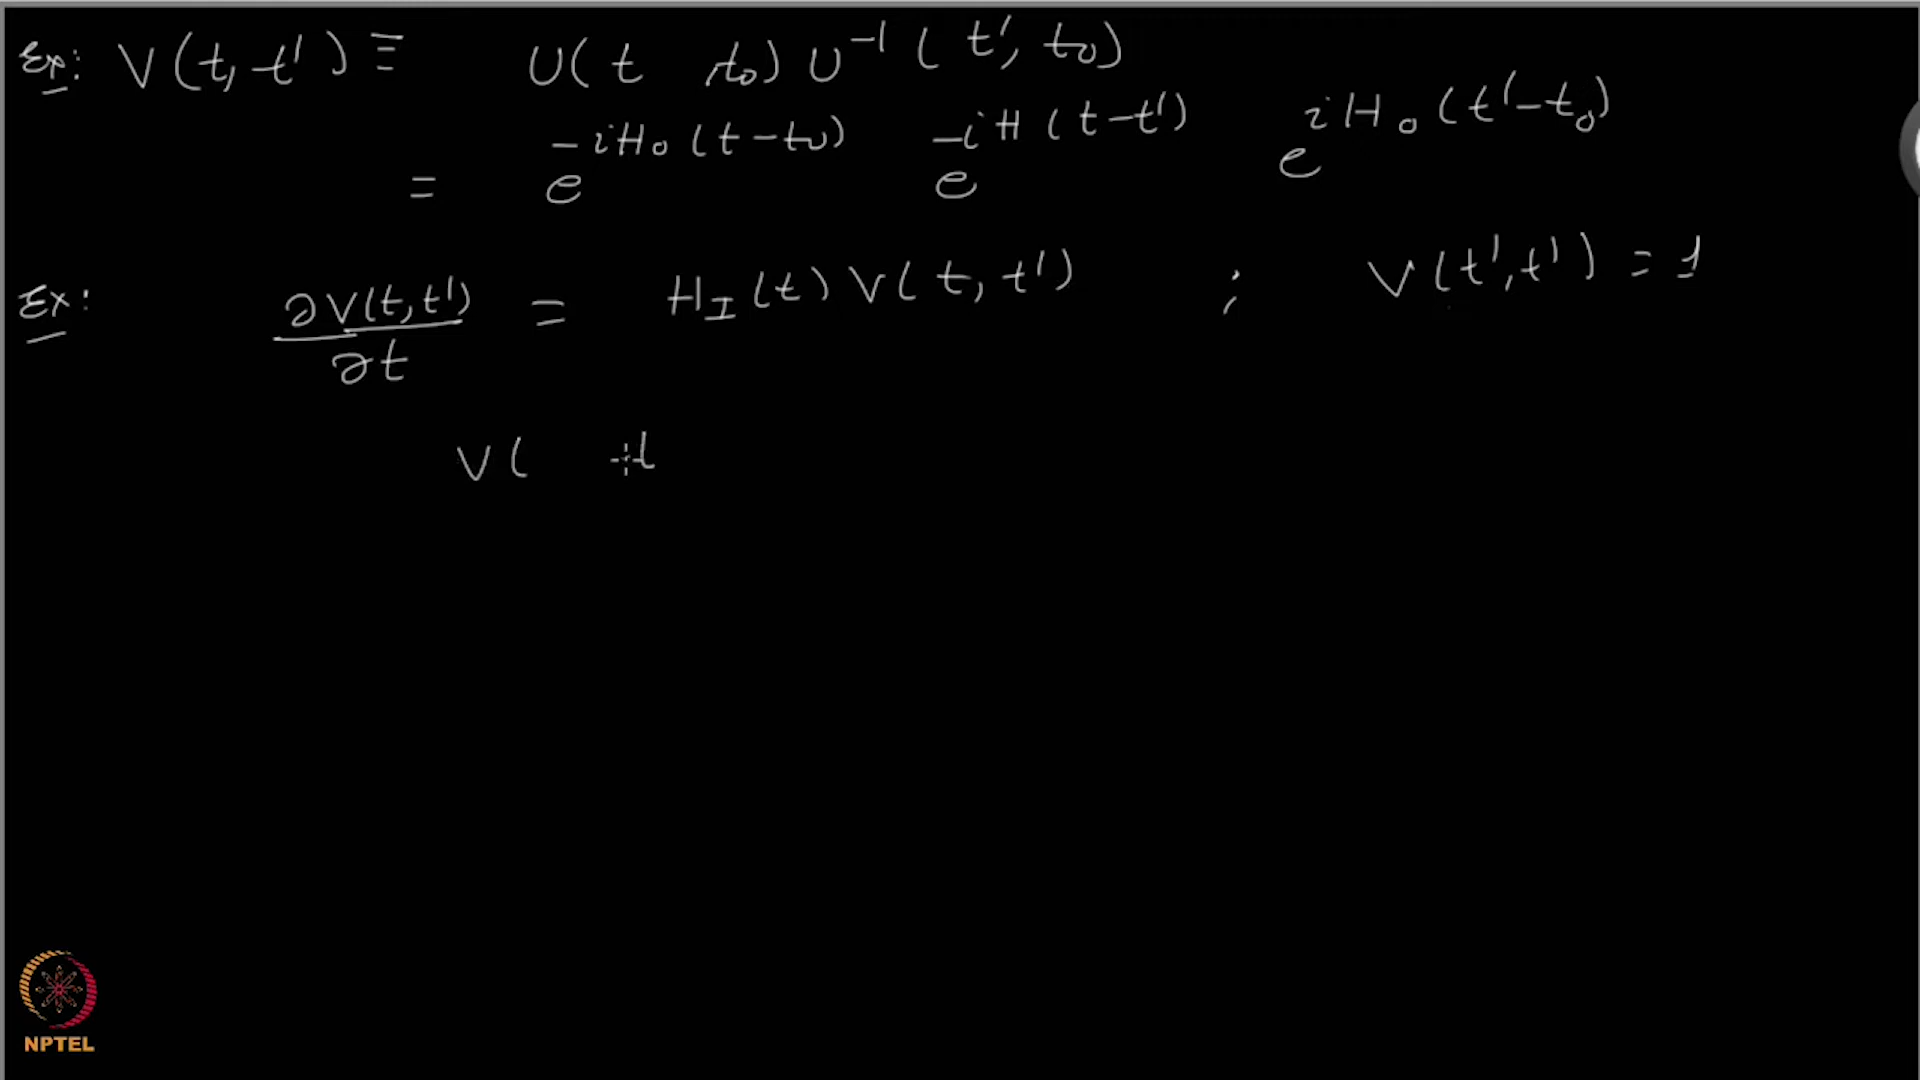 Ex: V(t, t') ≡ U(t, t₀) U⁻¹(t', t₀)
= e^{-iH₀(t-t₀)} e^{-iH(t-t')} e^{iH₀(t'-t₀)}
Ex: ∂V(t,t')/∂t = H_I(t) V(t, t') ; V(t', t') = 1
V( t
NPTEL